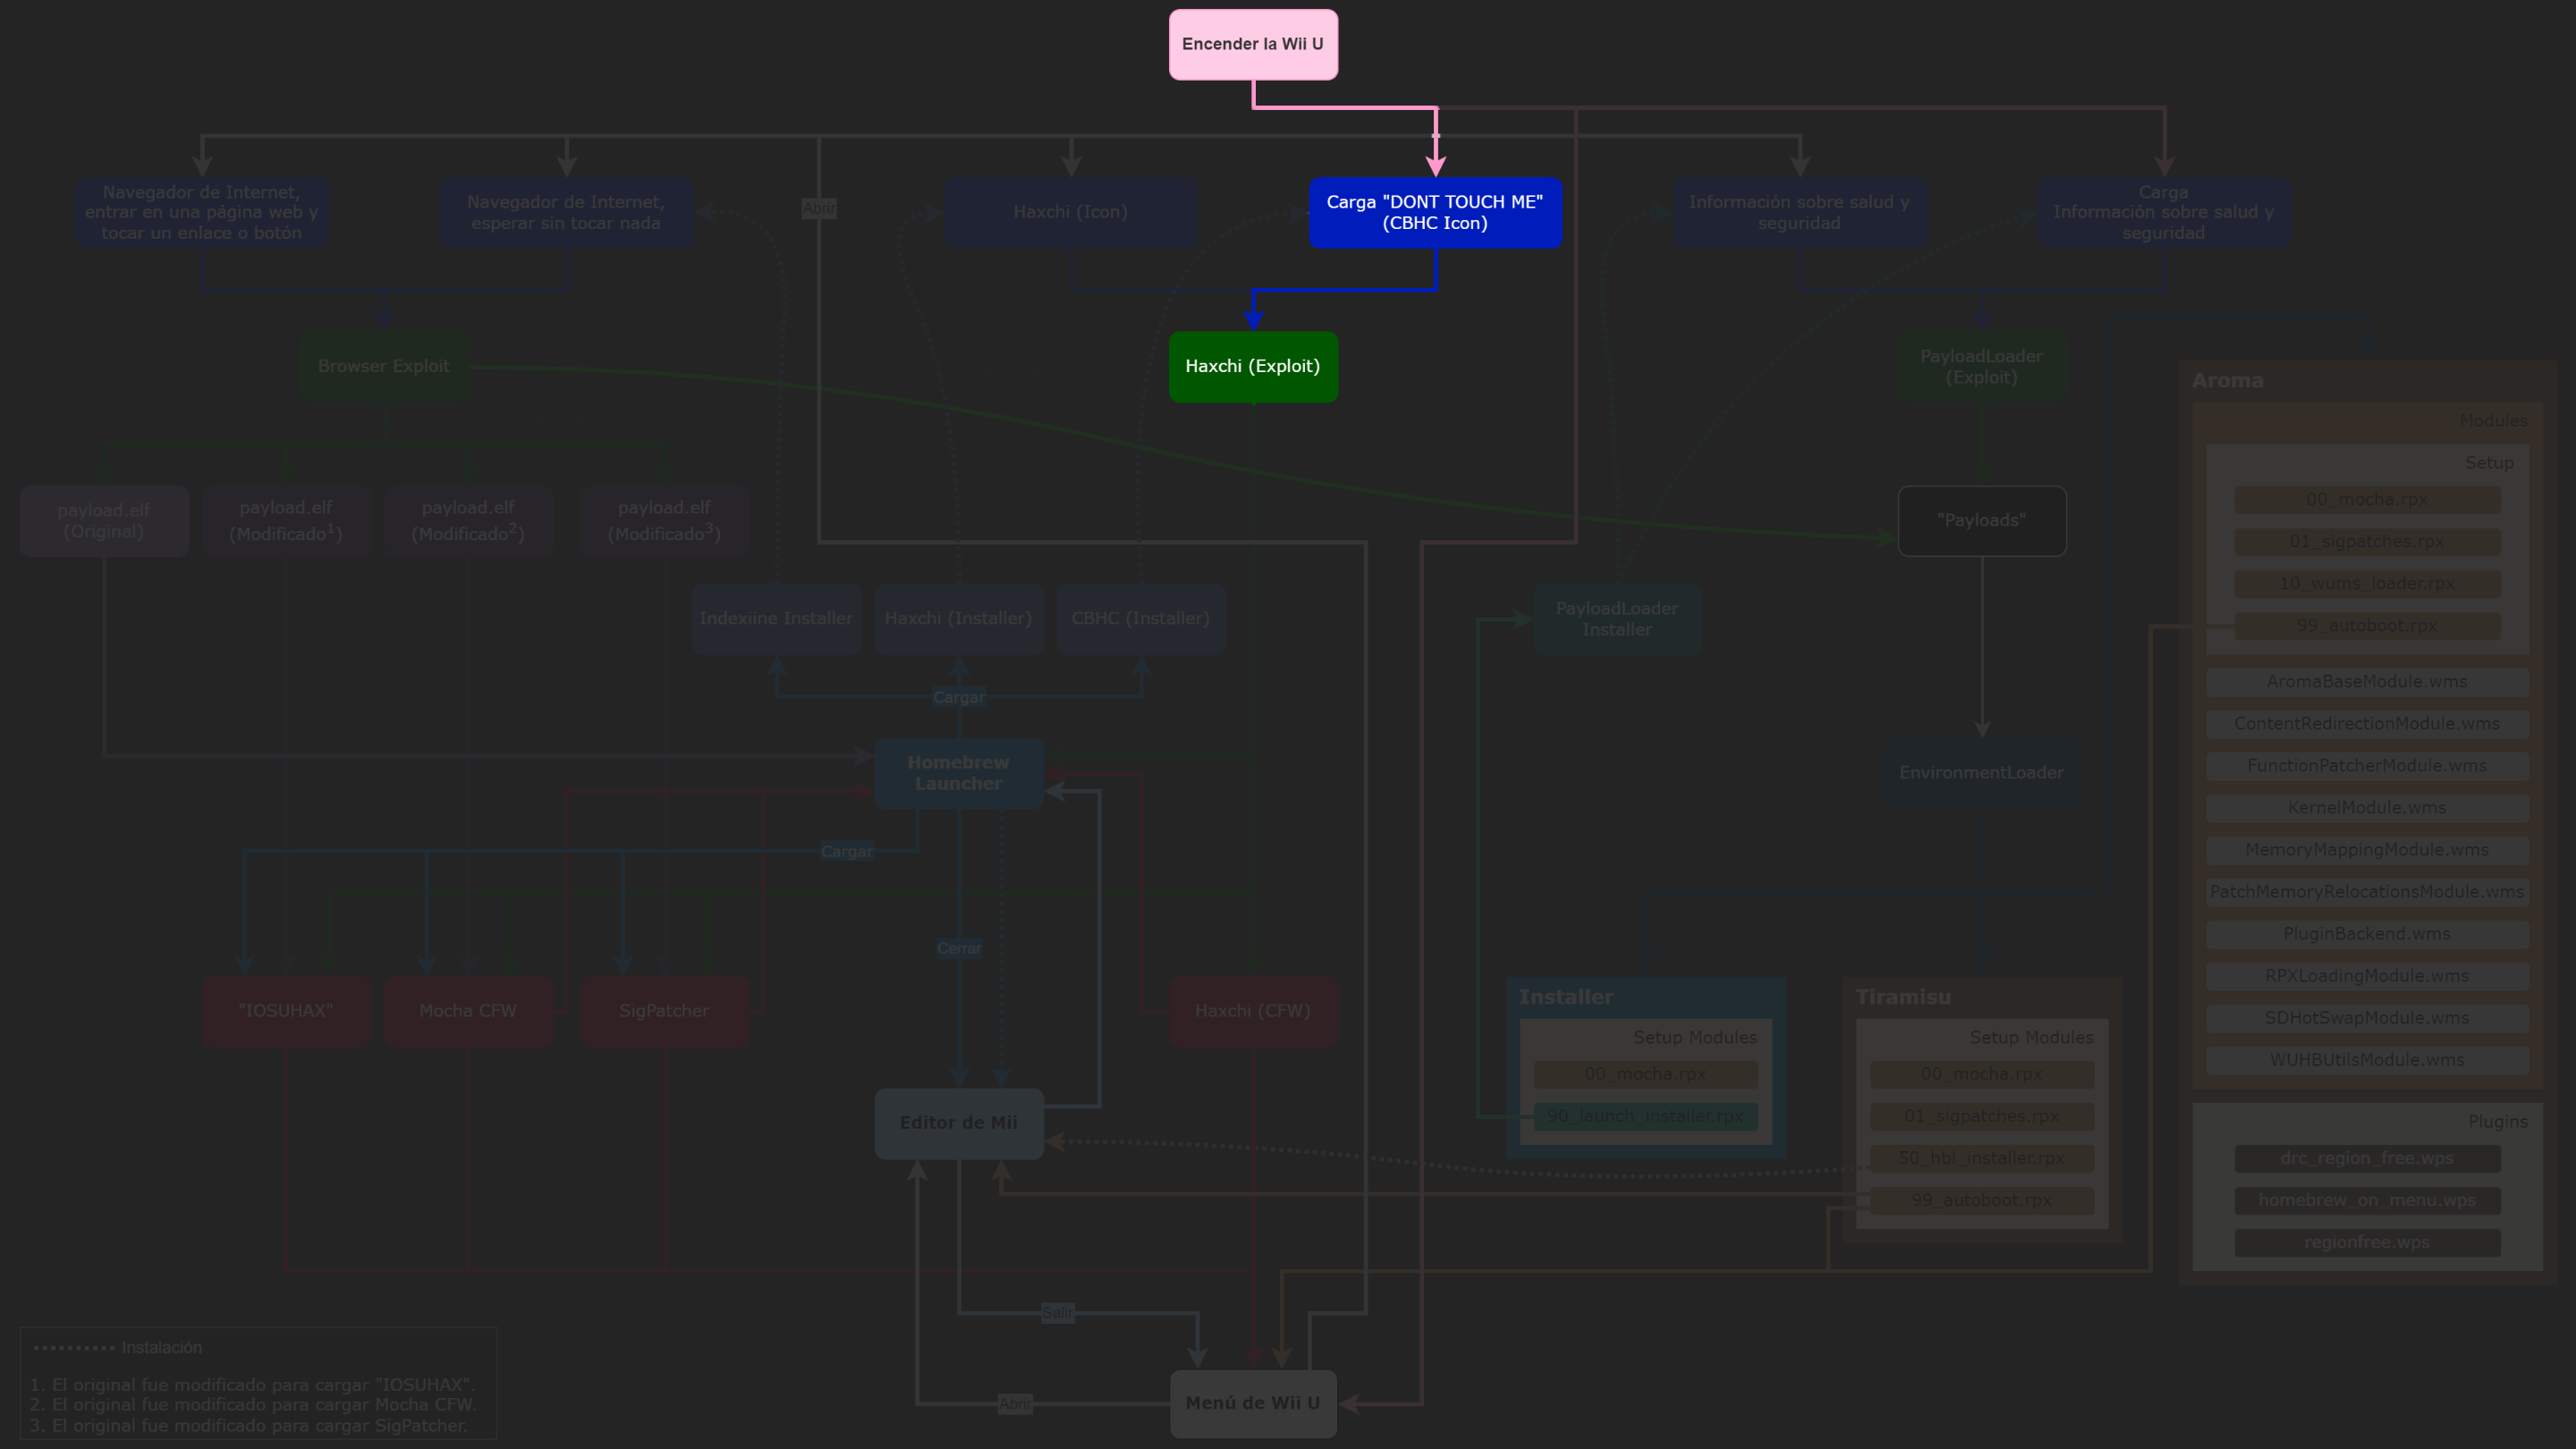 Encender la Wii U
Navegador de Internet,
entrar en una página web y
tocar un enlace o botón
Navegador de Internet,
esperar sin tocar nada
Abrir
Haxchi (Icon)
Carga "DONT TOUCH ME"
(CBHC Icon)
Información sobre salud y
seguridad
Carga
Información sobre salud y
seguridad
Browser Exploit
Haxchi (Exploit)
PayloadLoader
(Exploit)
payload.elf
(Original)
payload.elf
(Modificado¹)
payload.elf
(Modificado²)
payload.elf
(Modificado³)
"Payloads"
Indexiine Installer
Haxchi (Installer)
CBHC (Installer)
PayloadLoader
Installer
Cargar
Homebrew
Launcher
EnvironmentLoader
Cargar
Cerrar
"IOSUHAX"
Mocha CFW
SigPatcher
Haxchi (CFW)
Editor de Mii
Installer
Setup Modules
00_mocha.rpx
90_launch_installer.rpx
Tiramisu
Setup Modules
00_mocha.rpx
01_sigpatches.rpx
50_hbl_installer.rpx
99_autoboot.rpx
Aroma
Modules
Setup
00_mocha.rpx
01_sigpatches.rpx
10_wums_loader.rpx
99_autoboot.rpx
AromaBaseModule.wms
ContentRedirectionModule.wms
FunctionPatcherModule.wms
KernelModule.wms
MemoryMappingModule.wms
PatchMemoryRelocationsModule.wms
PluginBackend.wms
RPXLoadingModule.wms
SDHotSwapModule.wms
WUHBUtilsModule.wms
Plugins
drc_region_free.wps
homebrew_on_menu.wps
regionfree.wps
Salir
Abrir
Menú de Wii U
Instalación
1. El original fue modificado para cargar "IOSUHAX".
2. El original fue modificado para cargar Mocha CFW.
3. El original fue modificado para cargar SigPatcher.